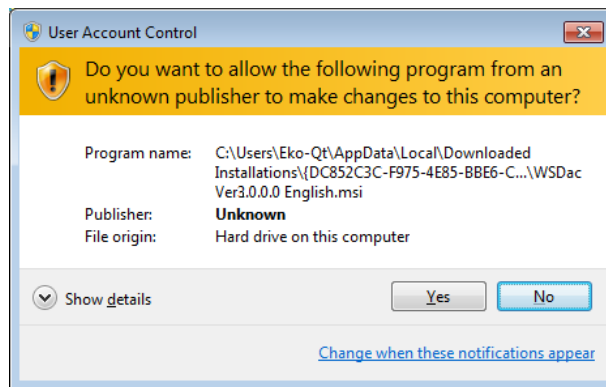 User Account Control
Do you want to allow the following program from an
unknown publisher to make changes to this computer?
Program name: C:\Users\Eko-Qt\AppData\Local\Downloaded
Installations\{DC852C3C-F975-4E85-BBE6-C...\WSDac
Ver3.0.0.0 English.msi
Publisher: Unknown
File origin: Hard drive on this computer
Show details Yes No
Change when these notifications appear